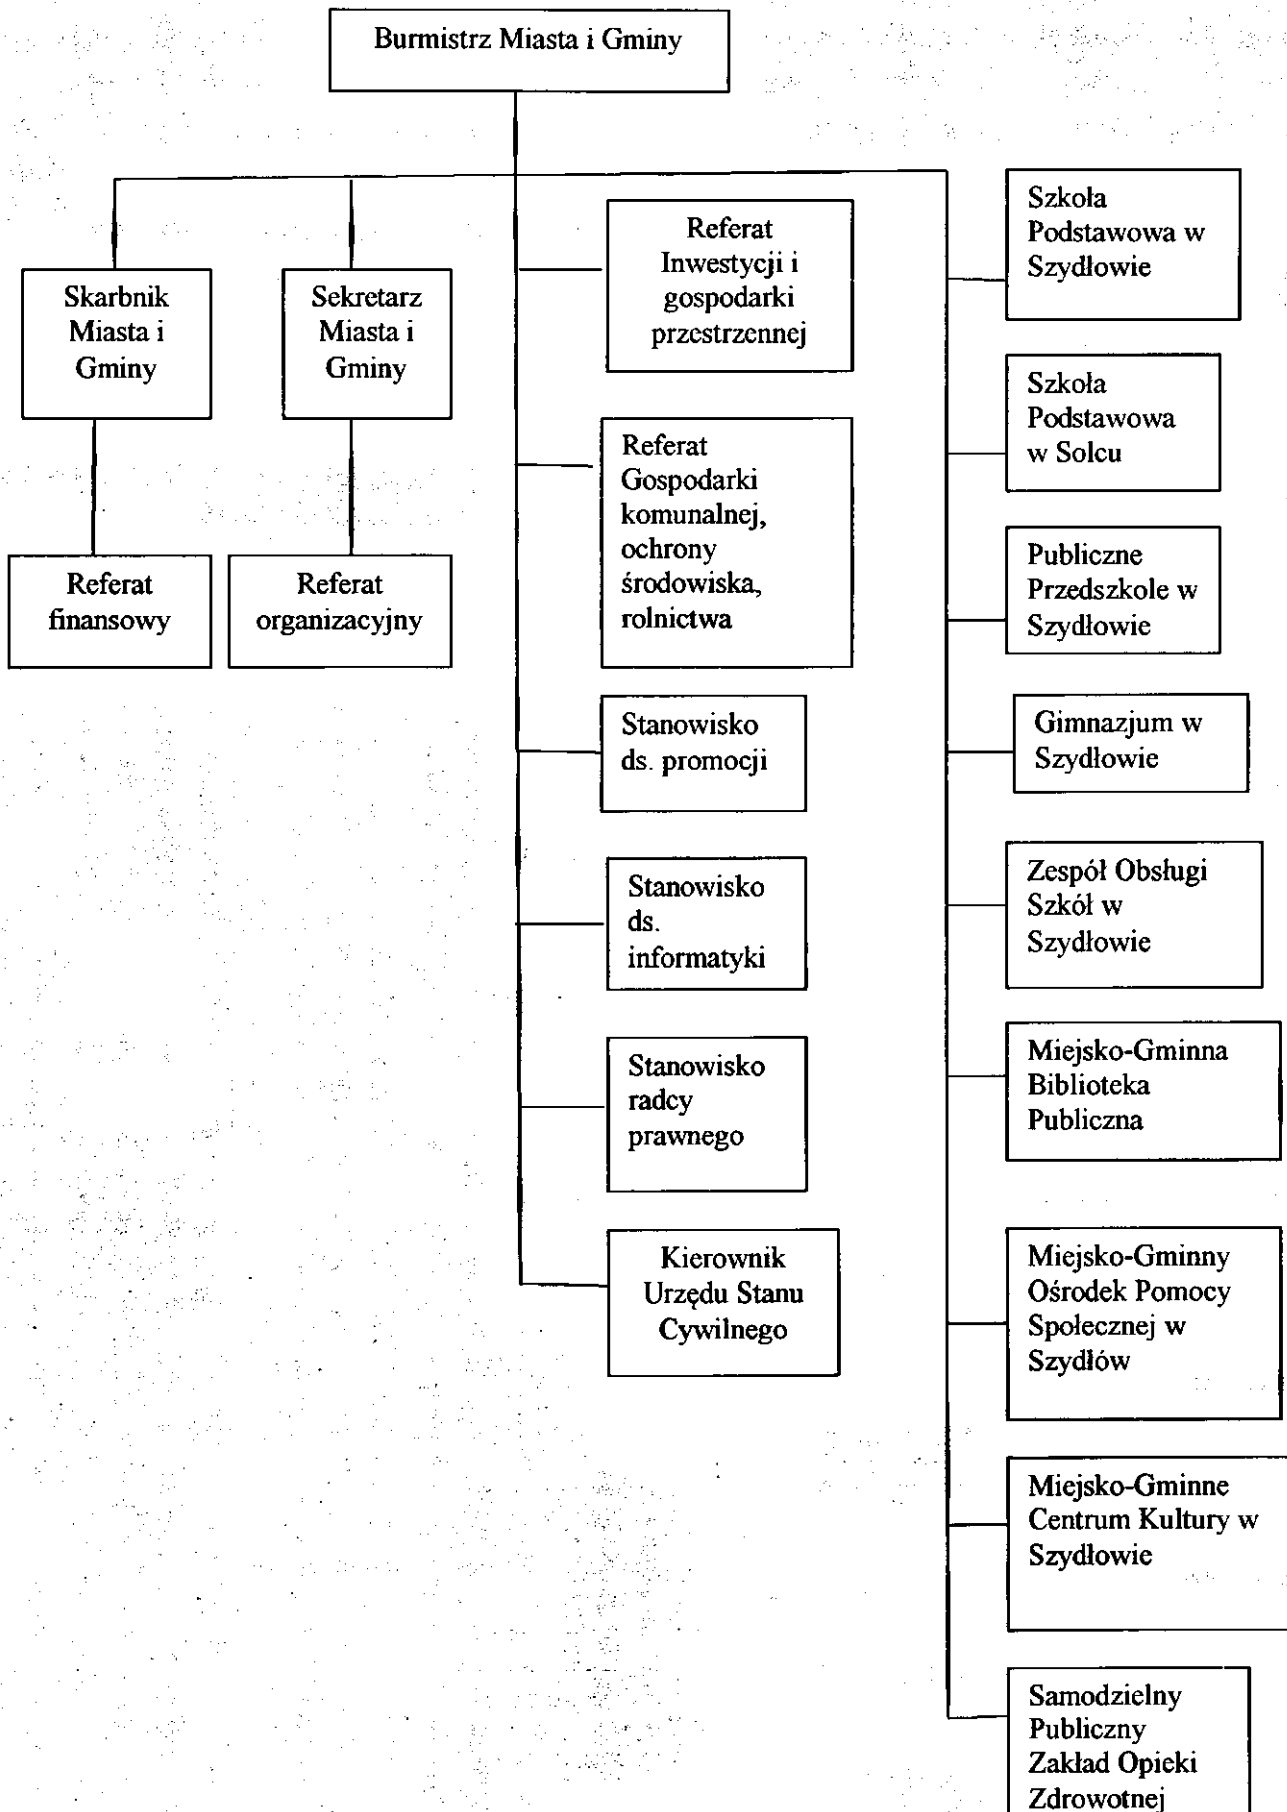 Burmistrz Miasta i Gminy
Skarbnik
Miasta i
Gminy
Sekretarz
Miasta i
Gminy
Referat
finansowy
Referat
organizacyjny
Referat
Inwestycji i
gospodarki
przestrzennej
Referat
Gospodarki
komunalnej,
ochrony
środowiska,
rolnictwa
Stanowisko
ds. promocji
Stanowisko
ds.
informatyki
Stanowisko
radcy
prawnego
Kierownik
Urzędu Stanu
Cywilnego
Szkoła
Podstawowa w
Szydłowie
Szkoła
Podstawowa
w Solcu
Publiczne
Przedszkole w
Szydłowie
Gimnazjum w
Szydłowie
Zespół Obsługi
Szkół w
Szydłowie
Miejsko-Gminna
Biblioteka
Publiczna
Miejsko-Gminny
Ośrodek Pomocy
Społecznej w
Szydłów
Miejsko-Gminne
Centrum Kultury w
Szydłowie
Samodzielny
Publiczny
Zakład Opieki
Zdrowotnej